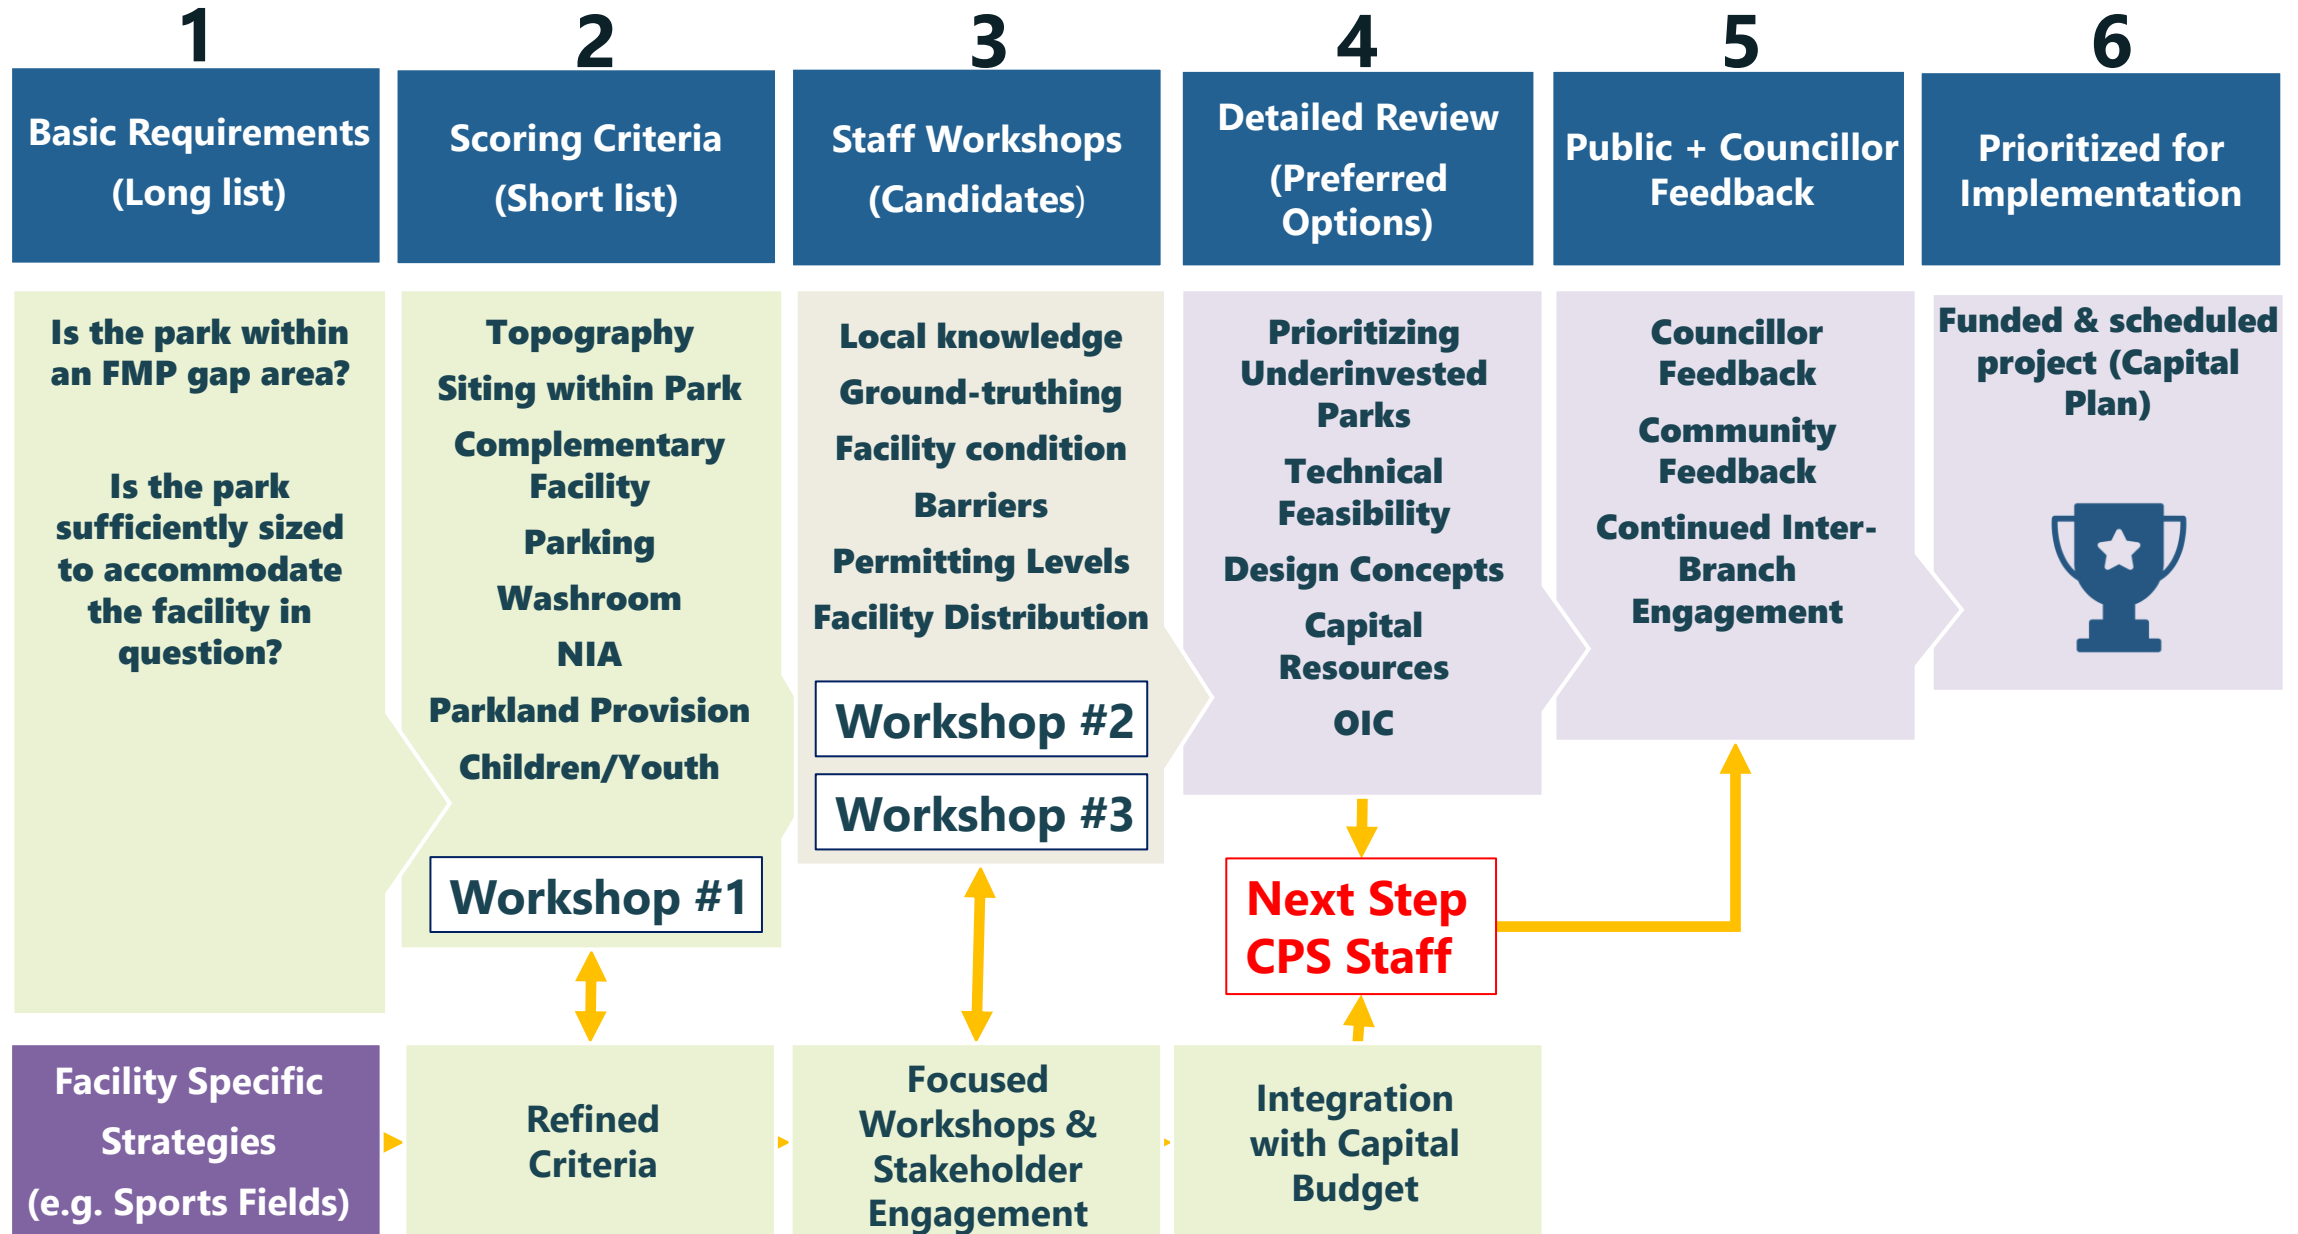 1
Basic Requirements
(Long list)
Is the park within
an FMP gap area?
Is the park
sufficiently sized
to accommodate
the facility in
question?
2
Scoring Criteria
(Short list)
Topography
Siting within Park
Complementary
Facility
Parking
Washroom
NIA
Parkland Provision
Children/Youth
Workshop #1
3
Staff Workshops
(Candidates)
Local knowledge
Ground-truthing
Facility condition
Barriers
Permitting Levels
Facility Distribution
Workshop #2
Workshop #3
4
Detailed Review
(Preferred
Options)
Prioritizing
Underinvested
Parks
Technical
Feasibility
Design Concepts
Capital
Resources
OIC
Next Step
CPS Staff
5
Public + Councillor
Feedback
Councillor
Feedback
Community
Feedback
Continued Inter-
Branch
Engagement
6
Prioritized for
Implementation
Funded & scheduled
project (Capital
Plan)
Facility Specific
Strategies
(e.g. Sports Fields)
Refined
Criteria
Focused
Workshops &
Stakeholder
Engagement
Integration
with Capital
Budget